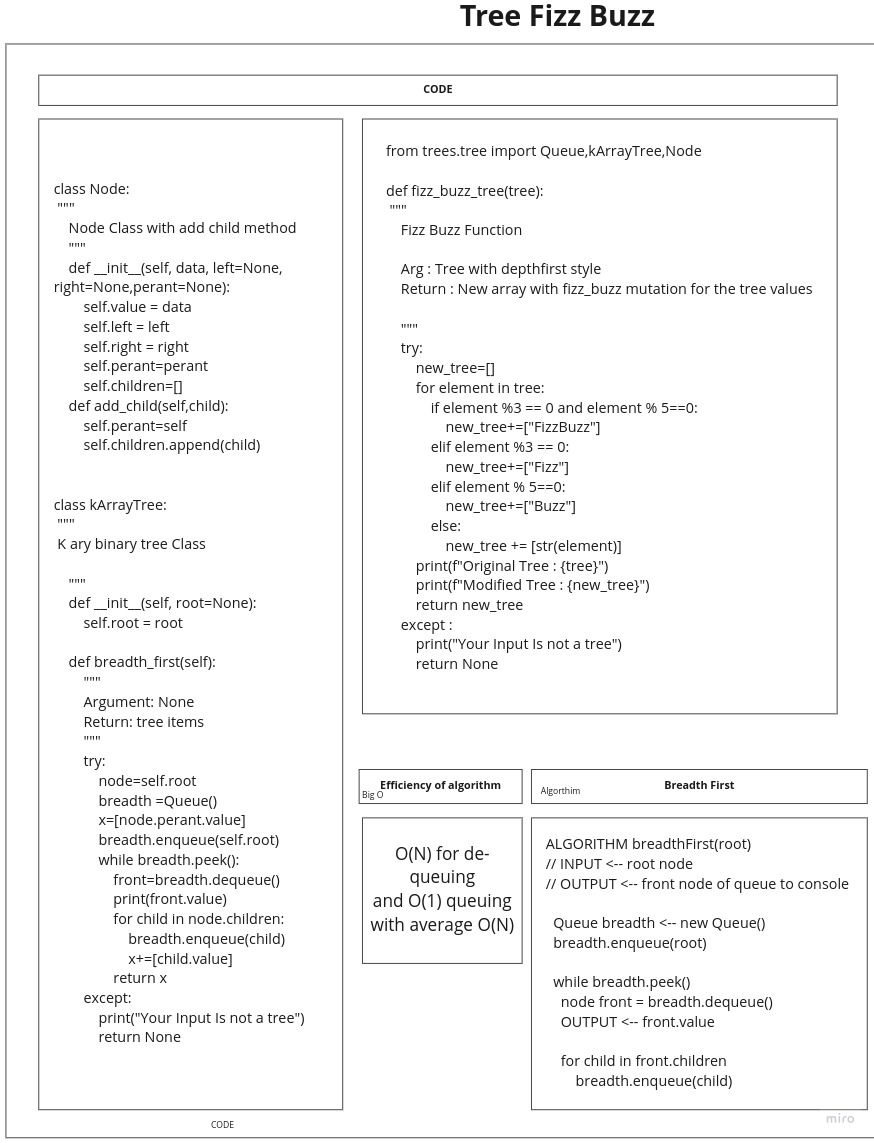 Tree Fizz Buzz
CODE
class Node:
"""
Node Class with add child method
"""
def __init__(self, data, left=None,
right=None,perant=None):
self.value = data
self.left = left
self.right = right
self.perant=perant
self.children=[]
def add_child(self,child):
self.perant=self
self.children.append(child)
class kArrayTree:
"""
K ary binary tree Class
"""
def __init__(self, root=None):
self.root = root
def breadth_first(self):
"""
Argument: None
Return: tree items
"""
try:
node=self.root
breadth =Queue()
x=[node.perant.value]
breadth.enqueue(self.root)
while breadth.peek():
front=breadth.dequeue()
print(front.value)
for child in node.children:
breadth.enqueue(child)
x+=[child.value]
return x
except:
print("Your Input Is not a tree")
return None
CODE
from trees.tree import Queue,kArrayTree,Node
def fizz_buzz_tree(tree):
"""
Fizz Buzz Function
Arg : Tree with depthfirst style
Return : New array with fizz_buzz mutation for the tree values
"""
try:
new_tree=[]
for element in tree:
if element %3 == 0 and element % 5==0:
new_tree+=["FizzBuzz"]
elif element %3 == 0:
new_tree+=["Fizz"]
elif element % 5==0:
new_tree+=["Buzz"]
else:
new_tree += [str(element)]
print(f"Original Tree : {tree}")
print(f"Modified Tree : {new_tree}")
return new_tree
except :
print("Your Input Is not a tree")
return None
Efficiency of algorithm
Big O
O(N) for de-
queuing
and O(1) queuing
with average O(N)
Algorthim
Breadth First
ALGORITHM breadthFirst(root)
// INPUT <-- root node
// OUTPUT <-- front node of queue to console
Queue breadth <-- new Queue()
breadth.enqueue(root)
while breadth.peek()
node front = breadth.dequeue()
OUTPUT <-- front.value
for child in front.children
breadth.enqueue(child)
miro